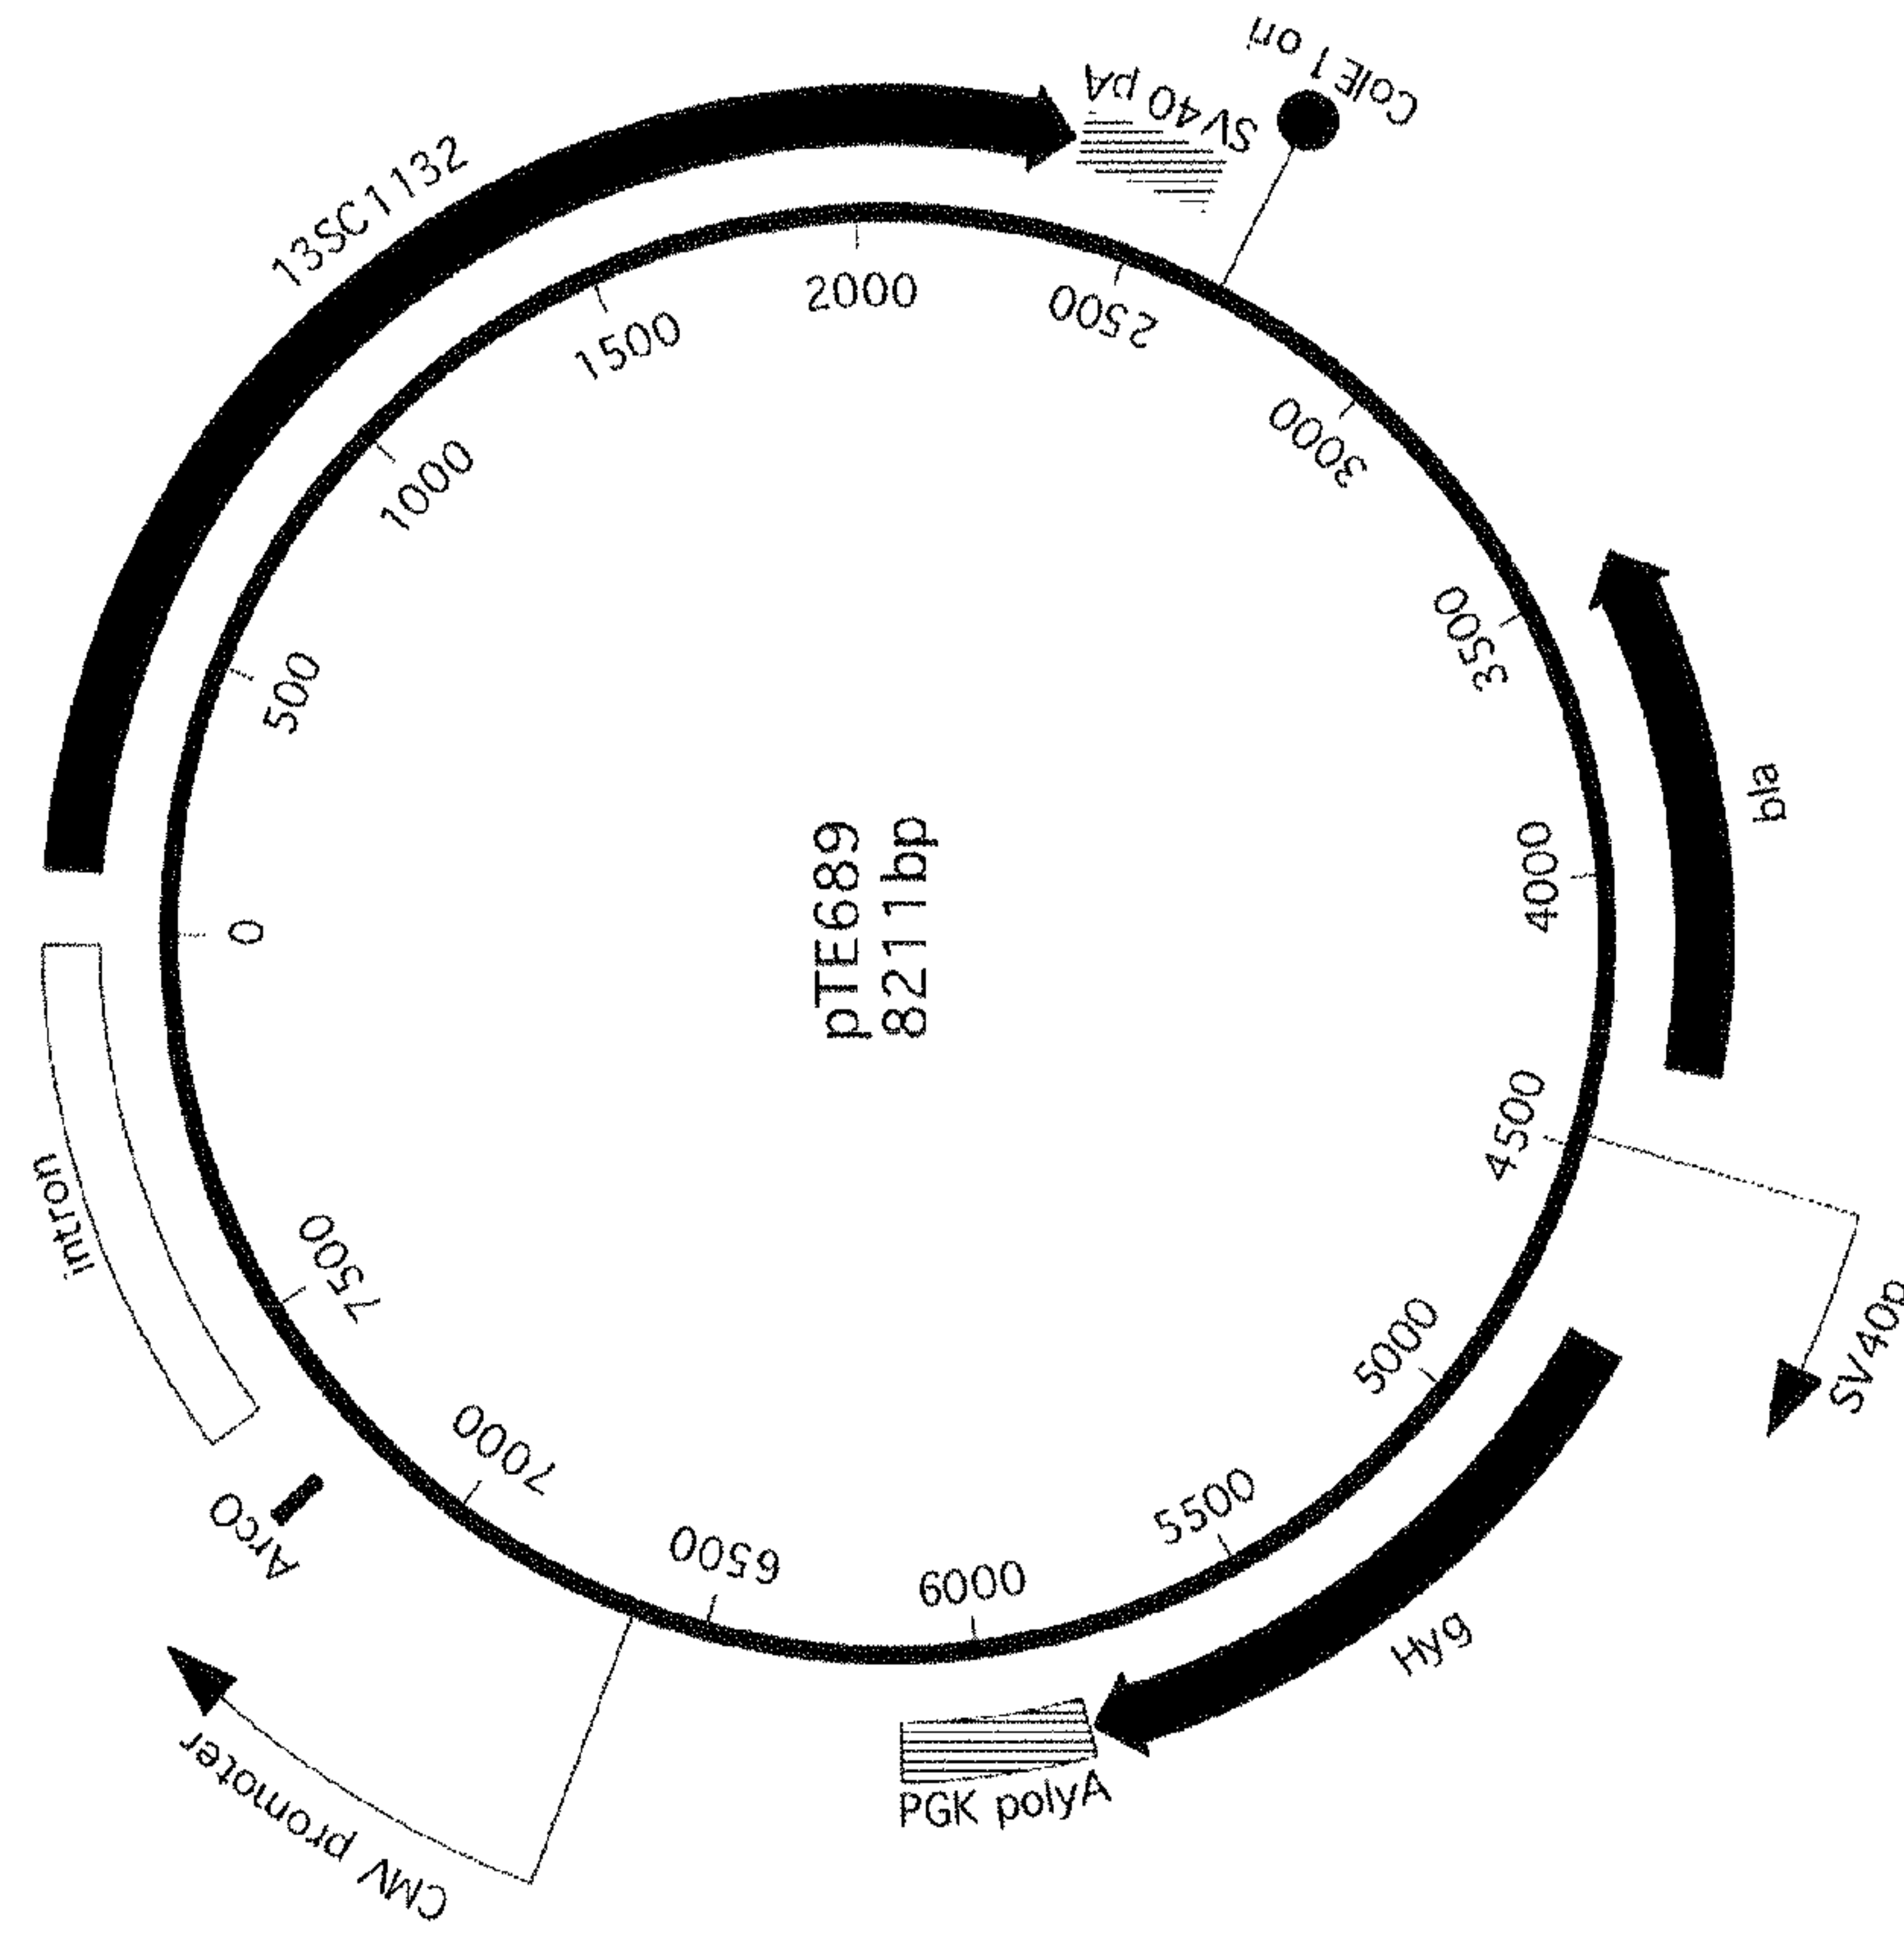 pTE689
8211bp
0
500
1000
1500
2000
2500
3000
3500
4000
4500
5000
5500
6000
6500
7000
7500
13SC1132
SV40 pA
ColE1 ori
bla
SV40p
Hyg
PGK polyA
CMV promoter
ArcO
intron